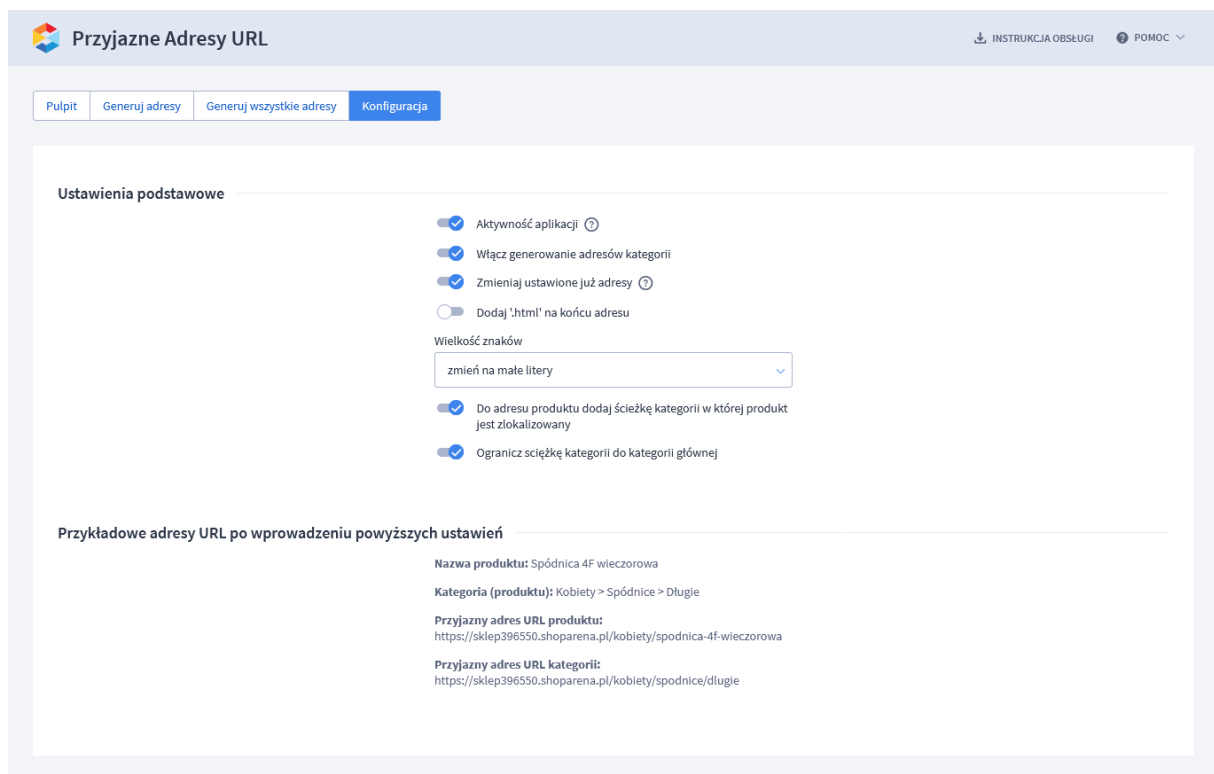 Przyjazne Adresy URL
INSTRUKCJA OBSŁUGI
POMOC
Pulpit
Generuj adresy
Generuj wszystkie adresy
Konfiguracja
Ustawienia podstawowe
Aktywność aplikacji
Włącz generowanie adresów kategorii
Zmieniaj ustawione już adresy
Dodaj '.html' na końcu adresu
Wielkość znaków
zmień na małe litery
Do adresu produktu dodaj ścieżkę kategorii w której produkt
jest zlokalizowany
Ogranicz sciężkę kategorii do kategorii głównej
Przykładowe adresy URL po wprowadzeniu powyższych ustawień
Nazwa produktu: Spódnica 4F wieczorowa
Kategoria (produktu): Kobiety > Spódnice > Długie
Przyjazny adres URL produktu:
https://sklep396550.shoparena.pl/kobiety/spodnica-4f-wieczorowa
Przyjazny adres URL kategorii:
https://sklep396550.shoparena.pl/kobiety/spodnice/dlugie